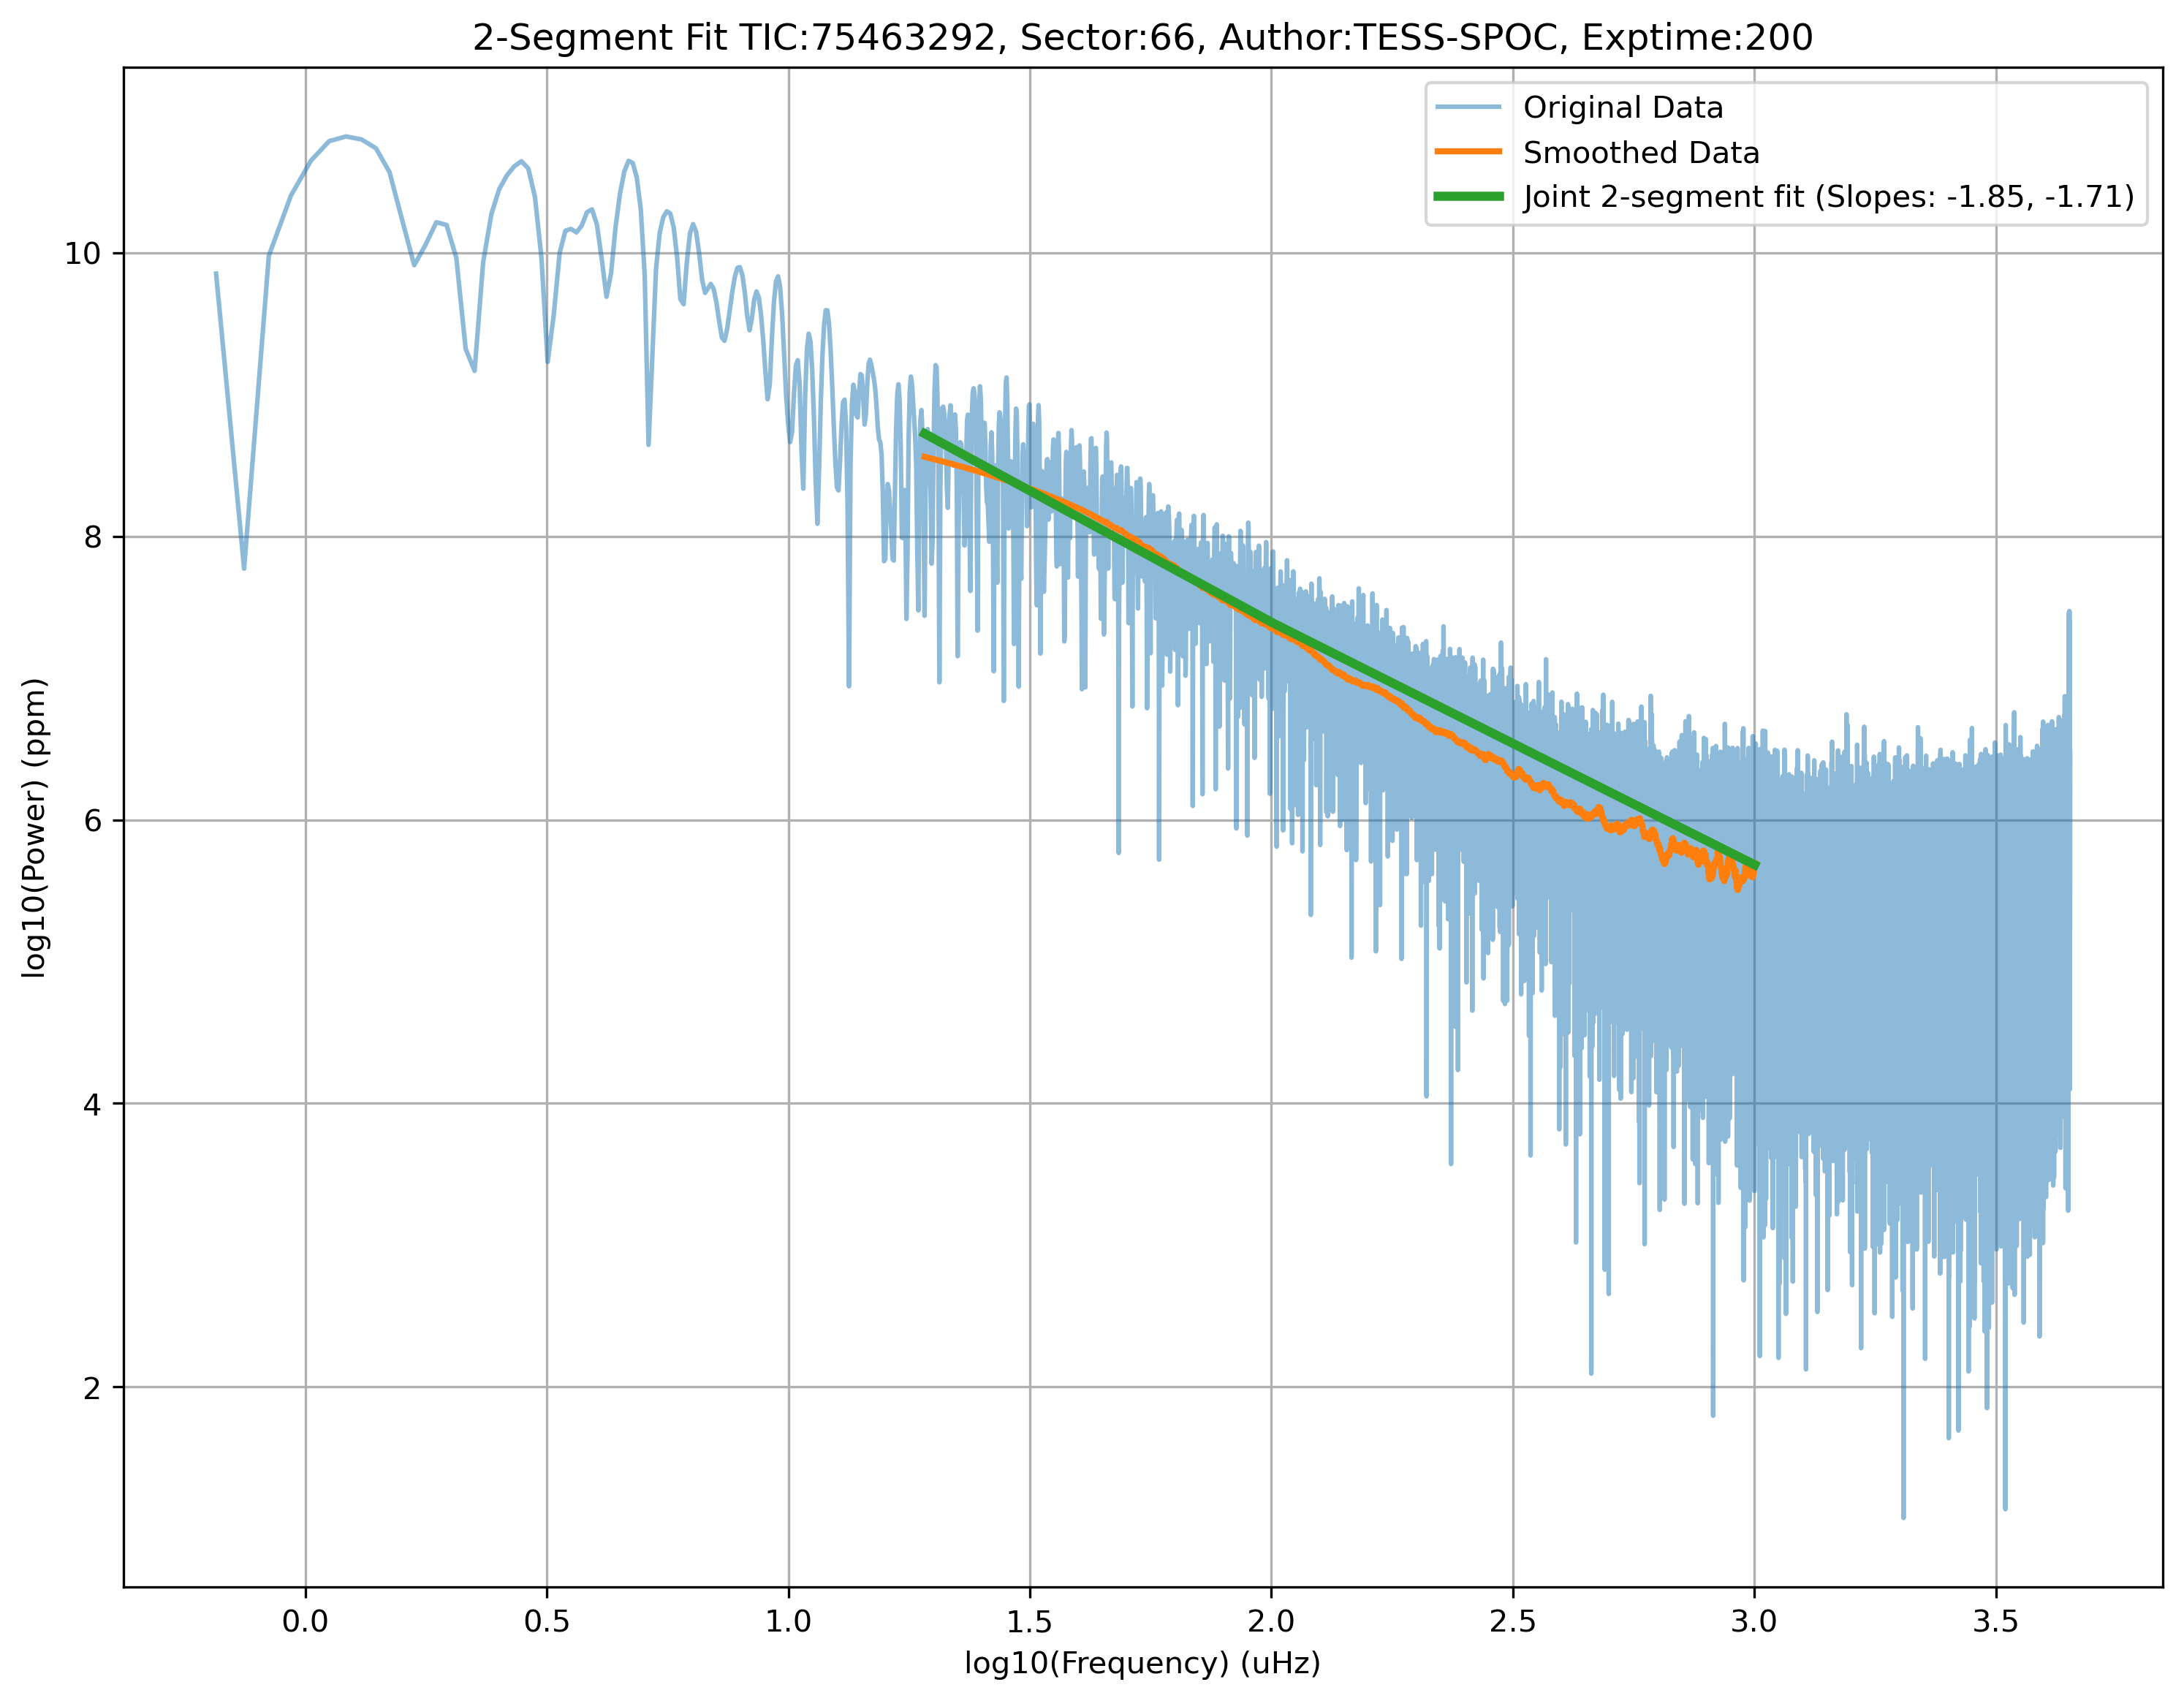 2-Segment Fit TIC:75463292, Sector:66, Author:TESS-SPOC, Exptime:200
Original Data
Smoothed Data
Joint 2-segment fit (Slopes: -1.85, -1.71)
log10(Power) (ppm)
10
8
6
4
2
0.0 0.5 1.0 1.5 2.0 2.5 3.0 3.5
log10(Frequency) (uHz)